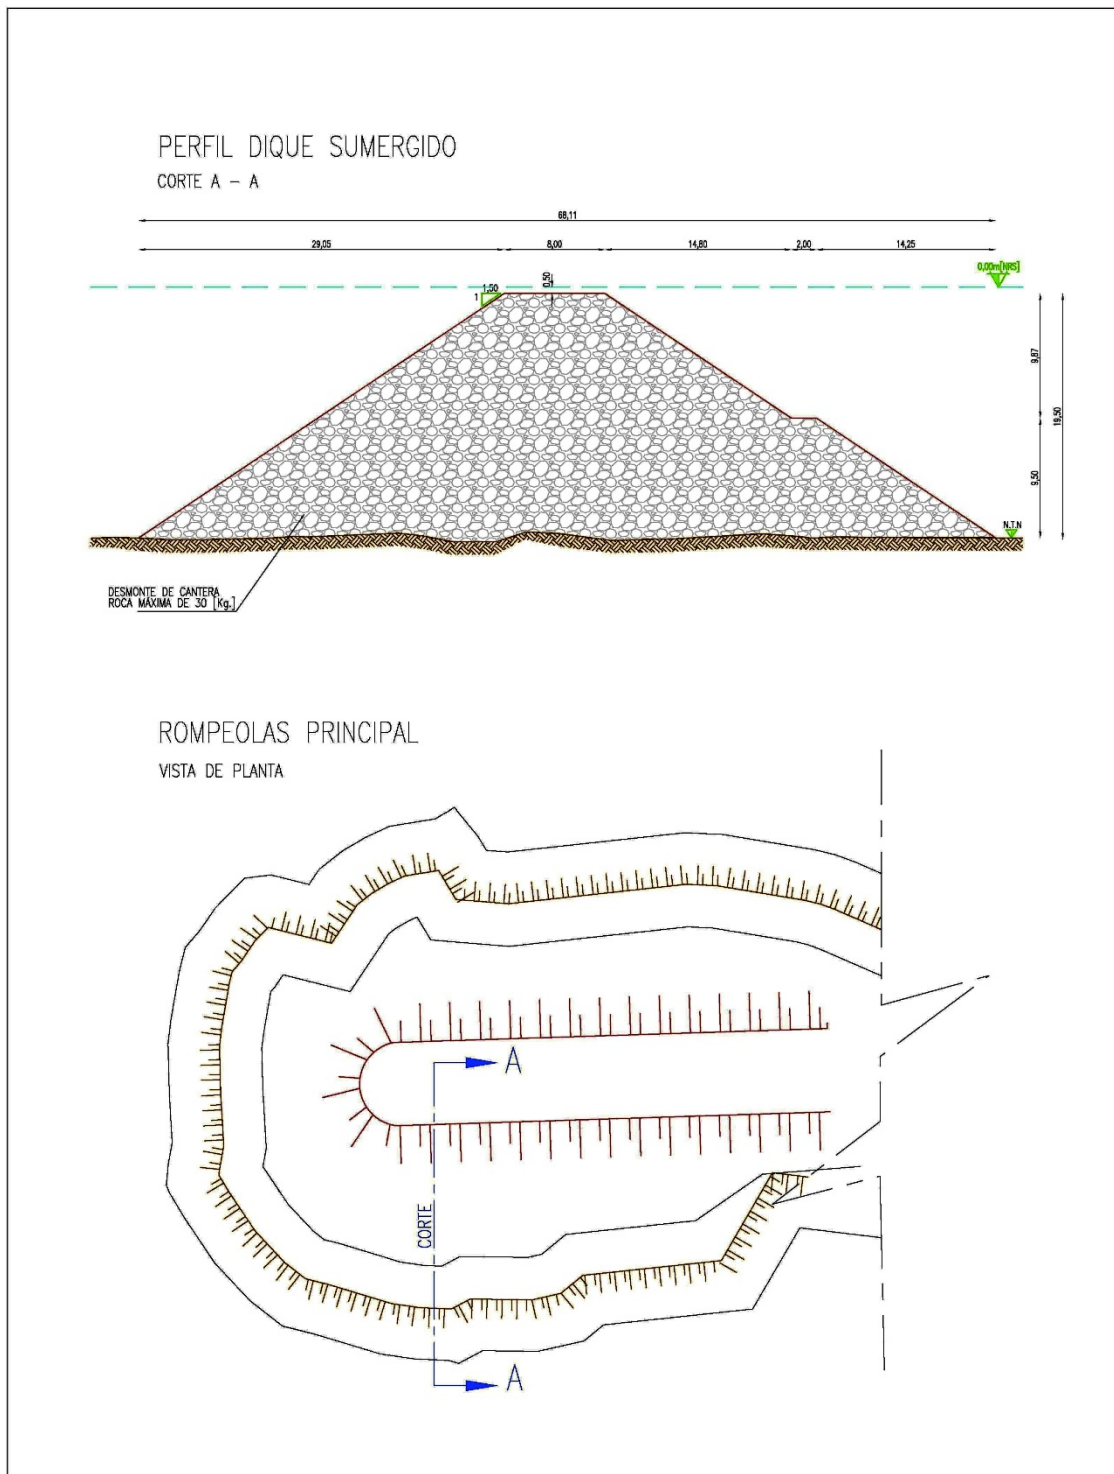 PERFIL DIQUE SUMERGIDO
CORTE A - A
68,11
29,05 8,00 14,80 2,00 14,25
0,00m[NRS]
0,50
1,50
1
9,87
19,50
9,50
N.T.N
DESMONTE DE CANTERA
ROCA MÁXIMA DE 30 [Kg.]
ROMPEOLAS PRINCIPAL
VISTA DE PLANTA
A
CORTE
A